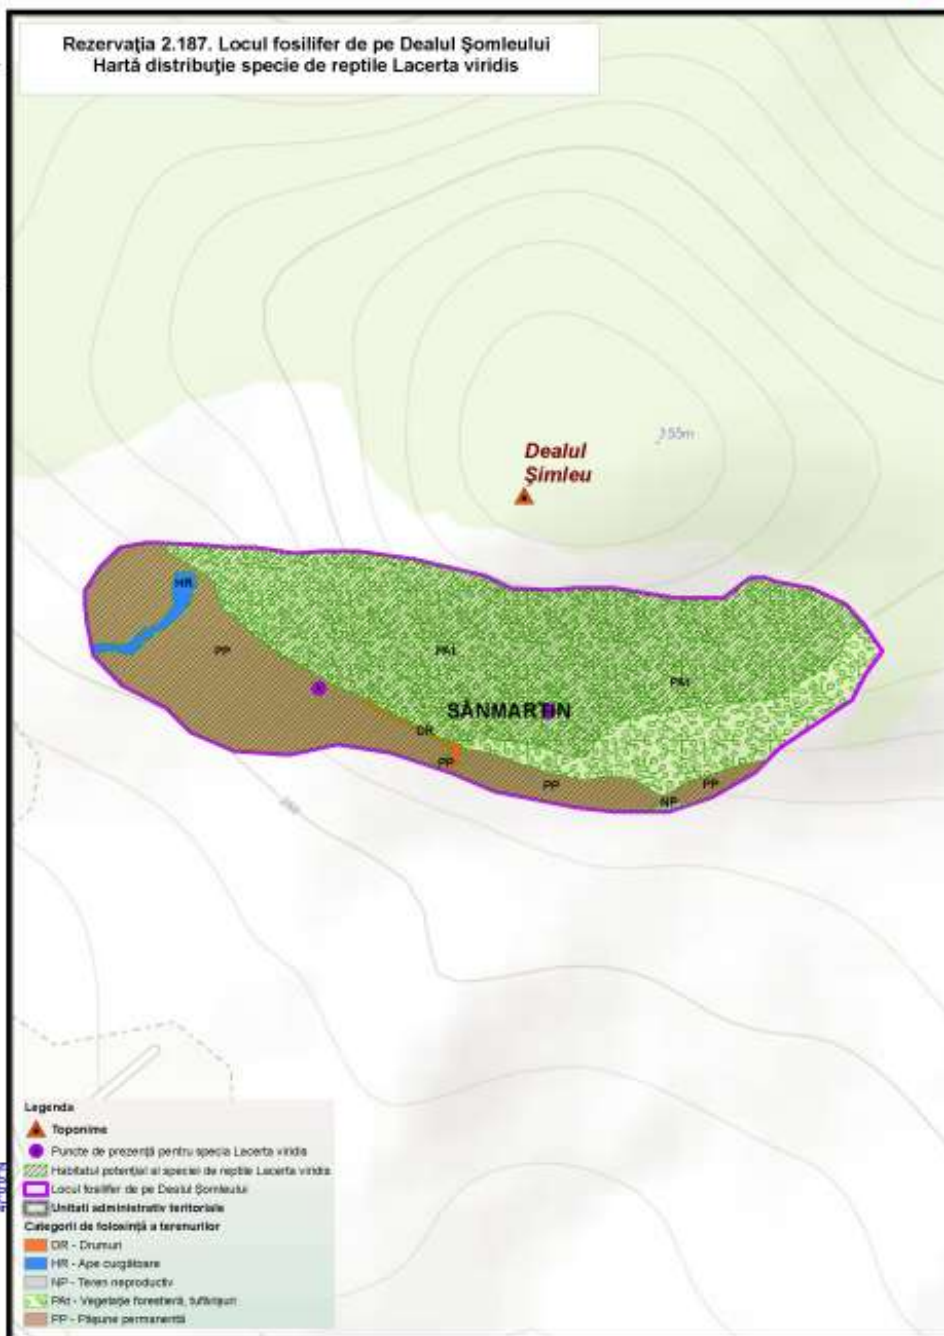 Rezervaţia 2.187. Locul fosilifer de pe Dealul Şomleului
Hartă distribuţie specie de reptile Lacerta viridis
Dealul
Şimleu
HR
PP
PAt
PAt
SÂNMARTIN
DR
PP
PP
PP
NP
Legenda
Toponime
Puncte de prezenţă pentru specia Lacerta viridis
Habitatul potenţial al speciei de reptile Lacerta viridis
Locul fosilifer de pe Dealul Şomleului
Unitati administrativ teritoriale
Categorii de folosinţă a terenurilor
DR - Drumuri
HR - Ape curgătoare
NP - Teren neproductiv
PAt - Vegetaţie forestieră, tufărişuri
PP - Păşune permanentă